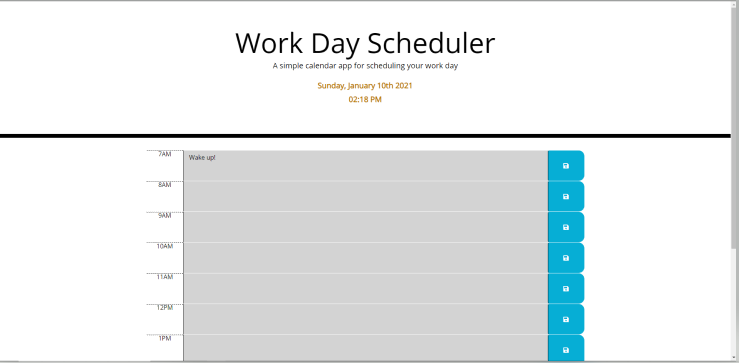 Work Day Scheduler
A simple calendar app for scheduling your work day
Sunday, January 10th 2021
02:18 PM
7AM
Wake up!
8AM
9AM
10AM
11AM
12PM
1PM